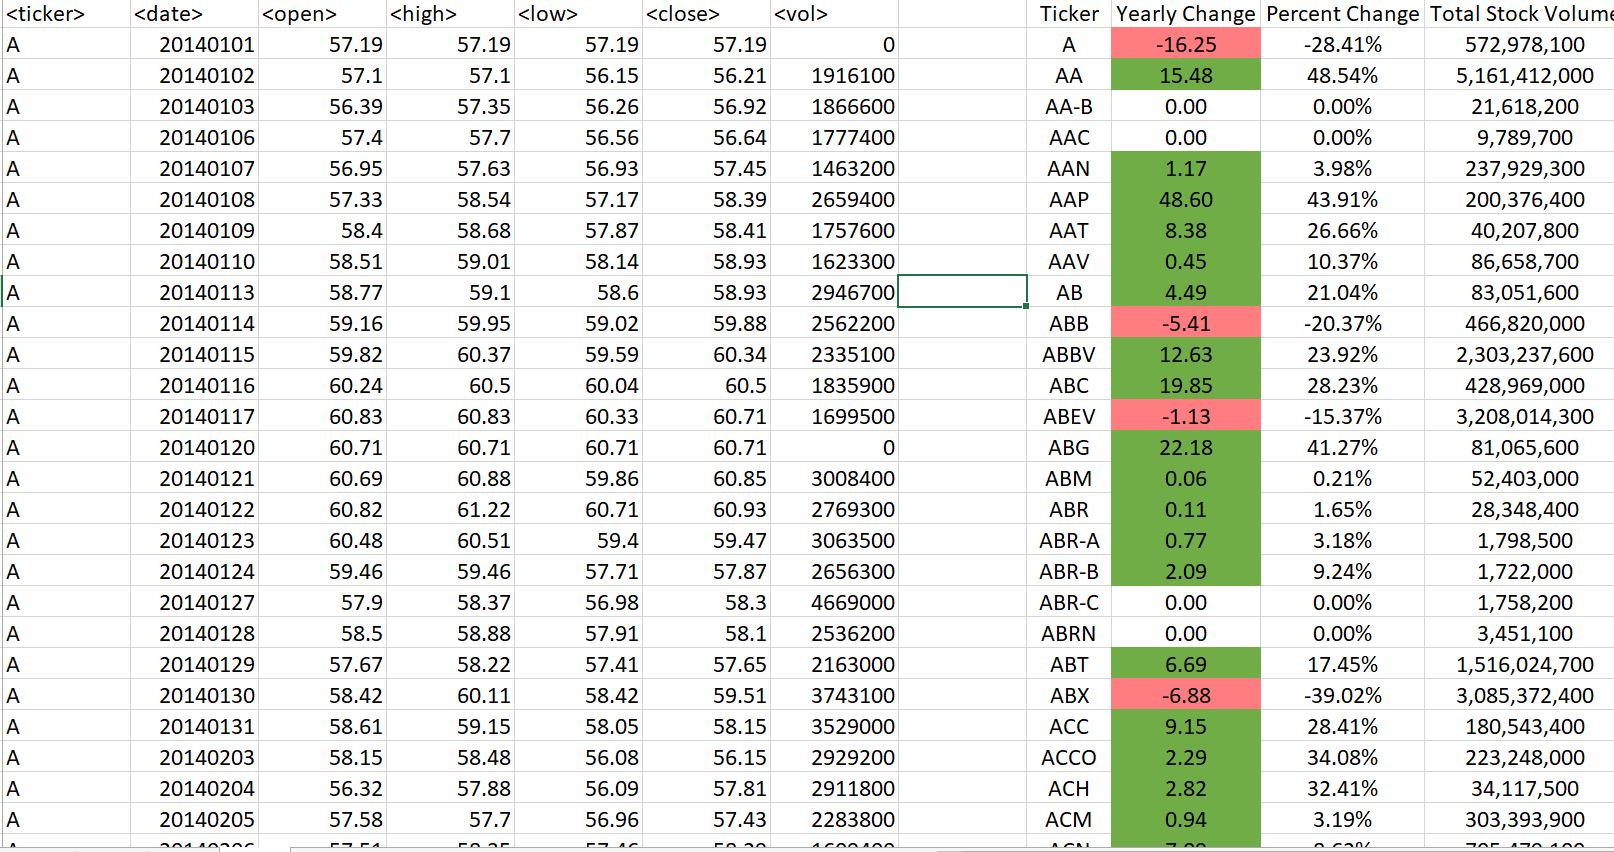 <ticker> <date> <open> <high> <low> <close> <vol> Ticker Yearly Change Percent Change Total Stock Volume
A 20140101 57.19 57.19 57.19 57.19 0 A -16.25 -28.41% 572,978,100
A 20140102 57.1 57.1 56.15 56.21 1916100 AA 15.48 48.54% 5,161,412,000
A 20140103 56.39 57.35 56.26 56.92 1866600 AA-B 0.00 0.00% 21,618,200
A 20140106 57.4 57.7 56.56 56.64 1777400 AAC 0.00 0.00% 9,789,700
A 20140107 56.95 57.63 56.93 57.45 1463200 AAN 1.17 3.98% 237,929,300
A 20140108 57.33 58.54 57.17 58.39 2659400 AAP 48.60 43.91% 200,376,400
A 20140109 58.4 58.68 57.87 58.41 1757600 AAT 8.38 26.66% 40,207,800
A 20140110 58.51 59.01 58.14 58.93 1623300 AAV 0.45 10.37% 86,658,700
A 20140113 58.77 59.1 58.6 58.93 2946700 AB 4.49 21.04% 83,051,600
A 20140114 59.16 59.95 59.02 59.88 2562200 ABB -5.41 -20.37% 466,820,000
A 20140115 59.82 60.37 59.59 60.34 2335100 ABBV 12.63 23.92% 2,303,237,600
A 20140116 60.24 60.5 60.04 60.5 1835900 ABC 19.85 28.23% 428,969,000
A 20140117 60.83 60.83 60.33 60.71 1699500 ABEV -1.13 -15.37% 3,208,014,300
A 20140120 60.71 60.71 60.71 60.71 0 ABG 22.18 41.27% 81,065,600
A 20140121 60.69 60.88 59.86 60.85 3008400 ABM 0.06 0.21% 52,403,000
A 20140122 60.82 61.22 60.71 60.93 2769300 ABR 0.11 1.65% 28,348,400
A 20140123 60.48 60.51 59.4 59.47 3063500 ABR-A 0.77 3.18% 1,798,500
A 20140124 59.46 59.46 57.71 57.87 2656300 ABR-B 2.09 9.24% 1,722,000
A 20140127 57.9 58.37 56.98 58.3 4669000 ABR-C 0.00 0.00% 1,758,200
A 20140128 58.5 58.88 57.91 58.1 2536200 ABRN 0.00 0.00% 3,451,100
A 20140129 57.67 58.22 57.41 57.65 2163000 ABT 6.69 17.45% 1,516,024,700
A 20140130 58.42 60.11 58.42 59.51 3743100 ABX -6.88 -39.02% 3,085,372,400
A 20140131 58.61 59.15 58.05 58.15 3529000 ACC 9.15 28.41% 180,543,400
A 20140203 58.15 58.48 56.08 56.15 2929200 ACCO 2.29 34.08% 223,248,000
A 20140204 56.32 57.88 56.09 57.81 2911800 ACH 2.82 32.41% 34,117,500
A 20140205 57.58 57.7 56.96 57.43 2283800 ACM 0.94 3.19% 303,393,900